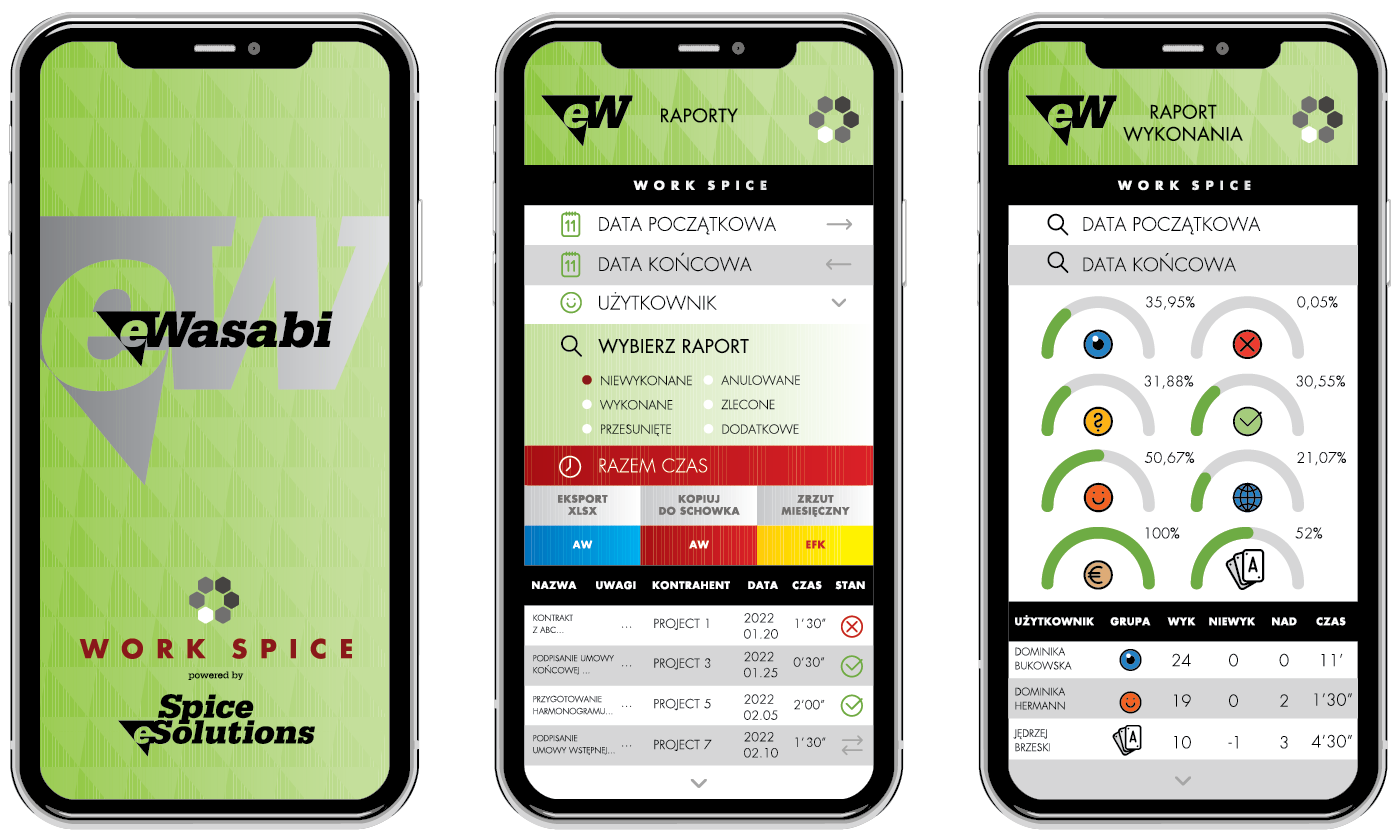 eW
eWasabi
WORK SPICE
powered by
Spice
eSolutions
eW
RAPORTY
WORK SPICE
11 DATA POCZĄTKOWA
11 DATA KOŃCOWA
UŻYTKOWNIK
WYBIERZ RAPORT
NIEWYKONANE ANULOWANE
WYKONANE ZLECONE
PRZESUNIĘTE DODATKOWE
RAZEM CZAS
EKSPORT XLSX
KOPIUJ DO SCHOWKA
ZRZUT MIESIĘCZNY
AW AW EFK
NAZWA UWAGI KONTRAHENT DATA CZAS STAN
KONTRAKT Z ABC... ... PROJECT 1 2022 01.20 1'30"
PODPISANIE UMOWY KOŃCOWEJ ... ... PROJECT 3 2022 01.25 0'30"
PRZYGOTOWANIE HARMONOGRAMU... ... PROJECT 5 2022 02.05 2'00"
PODPISANIE UMOWY WSTĘPNEJ... ... PROJECT 7 2022 02.10 1'30"
eW
RAPORT
WYKONANIA
WORK SPICE
DATA POCZĄTKOWA
DATA KOŃCOWA
35,95% 0,05%
? 31,88% 30,55%
50,67% 21,07%
€ 100% A 52%
UŻYTKOWNIK GRUPA WYK NIEWYK NAD CZAS
DOMINIKA BUKOWSKA 24 0 0 11'
DOMINIKA HERMANN 19 0 2 1'30"
JĘDRZEJ BRZESKI A 10 -1 3 4'30"